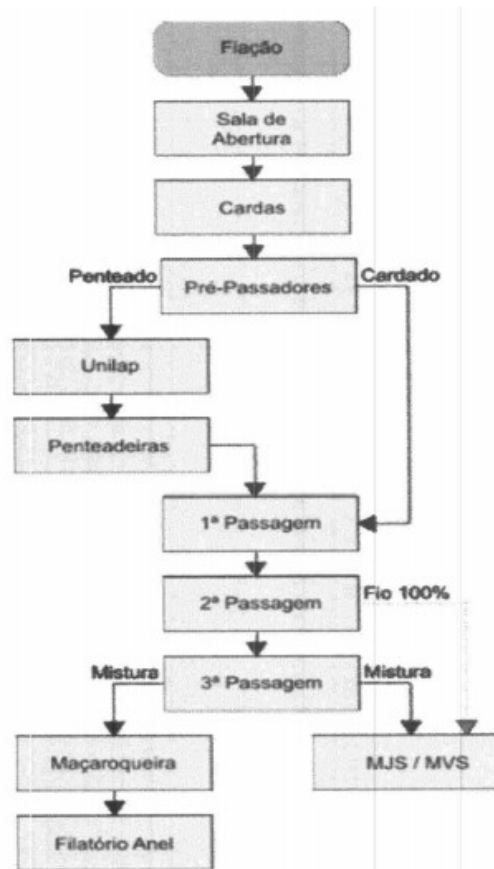 Fiação
Sala de
Abertura
Cardas
Penteado
Pré-Passadores
Cardado
Unilap
Penteadeiras
1ª Passagem
2ª Passagem
Fio 100%
Mistura
3ª Passagem
Mistura
Maçaroqueira
MJS / MVS
Filatório Anel